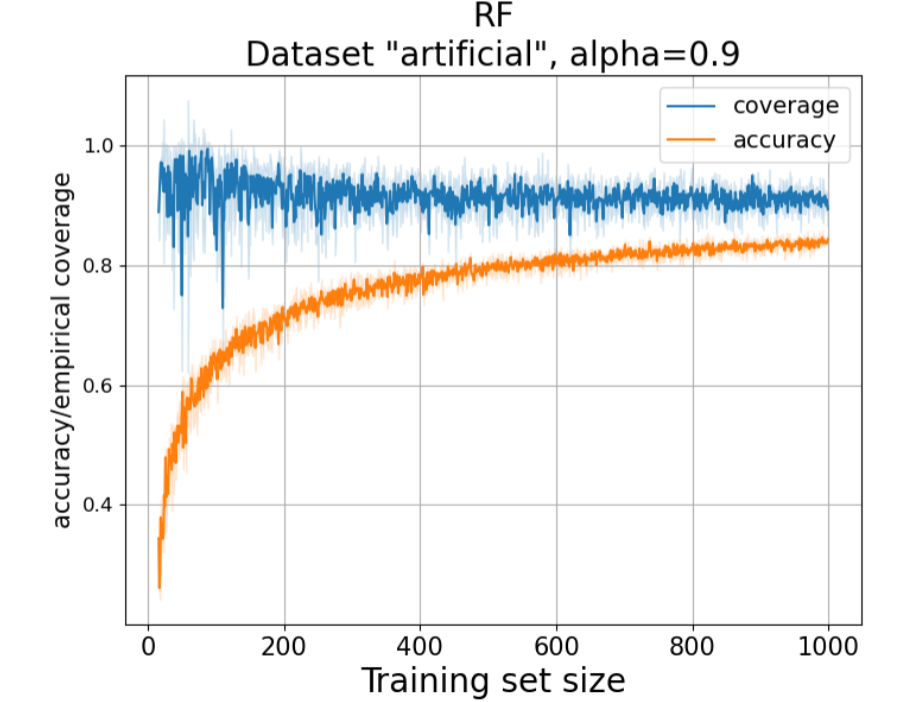 RF
Dataset "artificial", alpha=0.9
coverage
accuracy
1.0
0.8
0.6
0.4
accuracy/empirical coverage
0 200 400 600 800 1000
Training set size